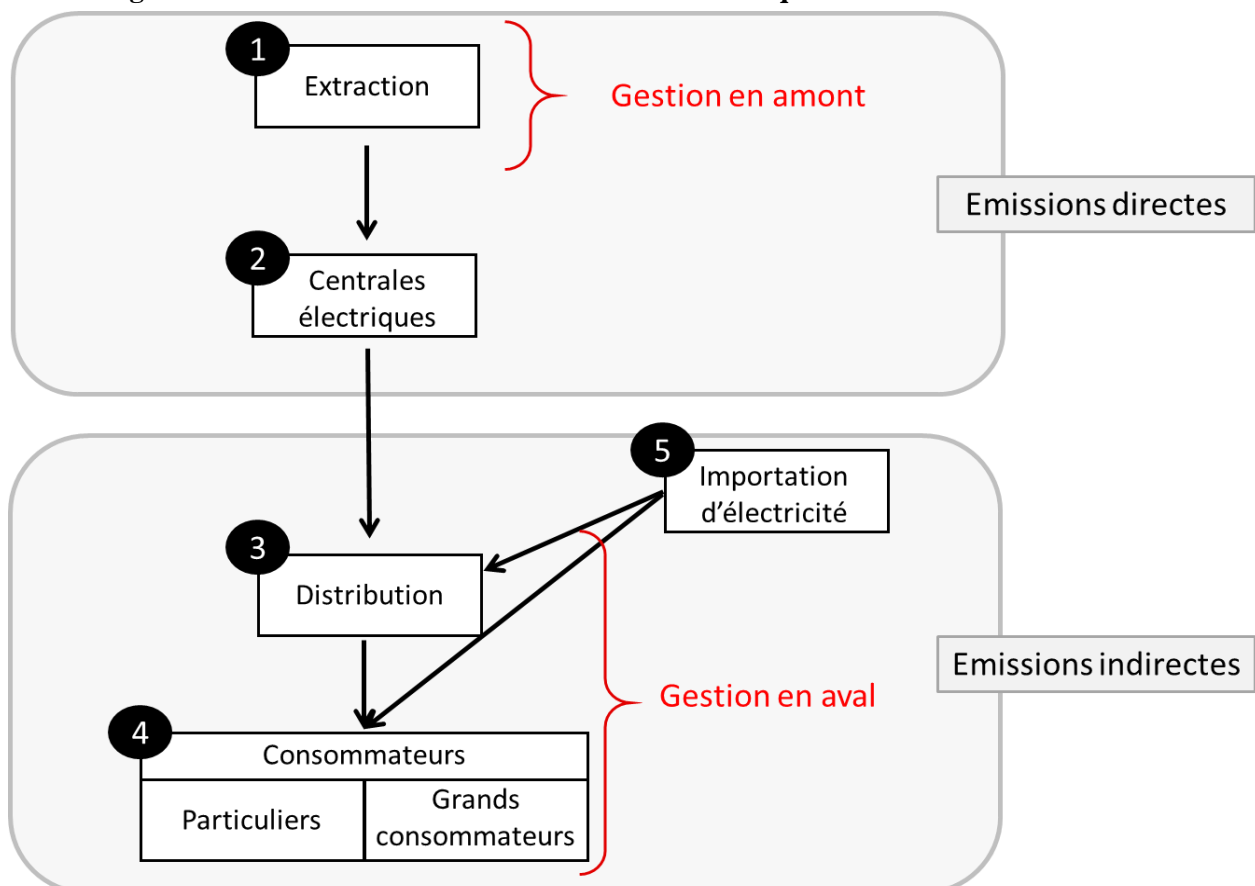 1
Extraction
Gestion en amont
Emissions directes
2
Centrales
électriques
5
Importation
d’électricité
3
Distribution
Emissions indirectes
Gestion en aval
4
Consommateurs
Particuliers
Grands
consommateurs